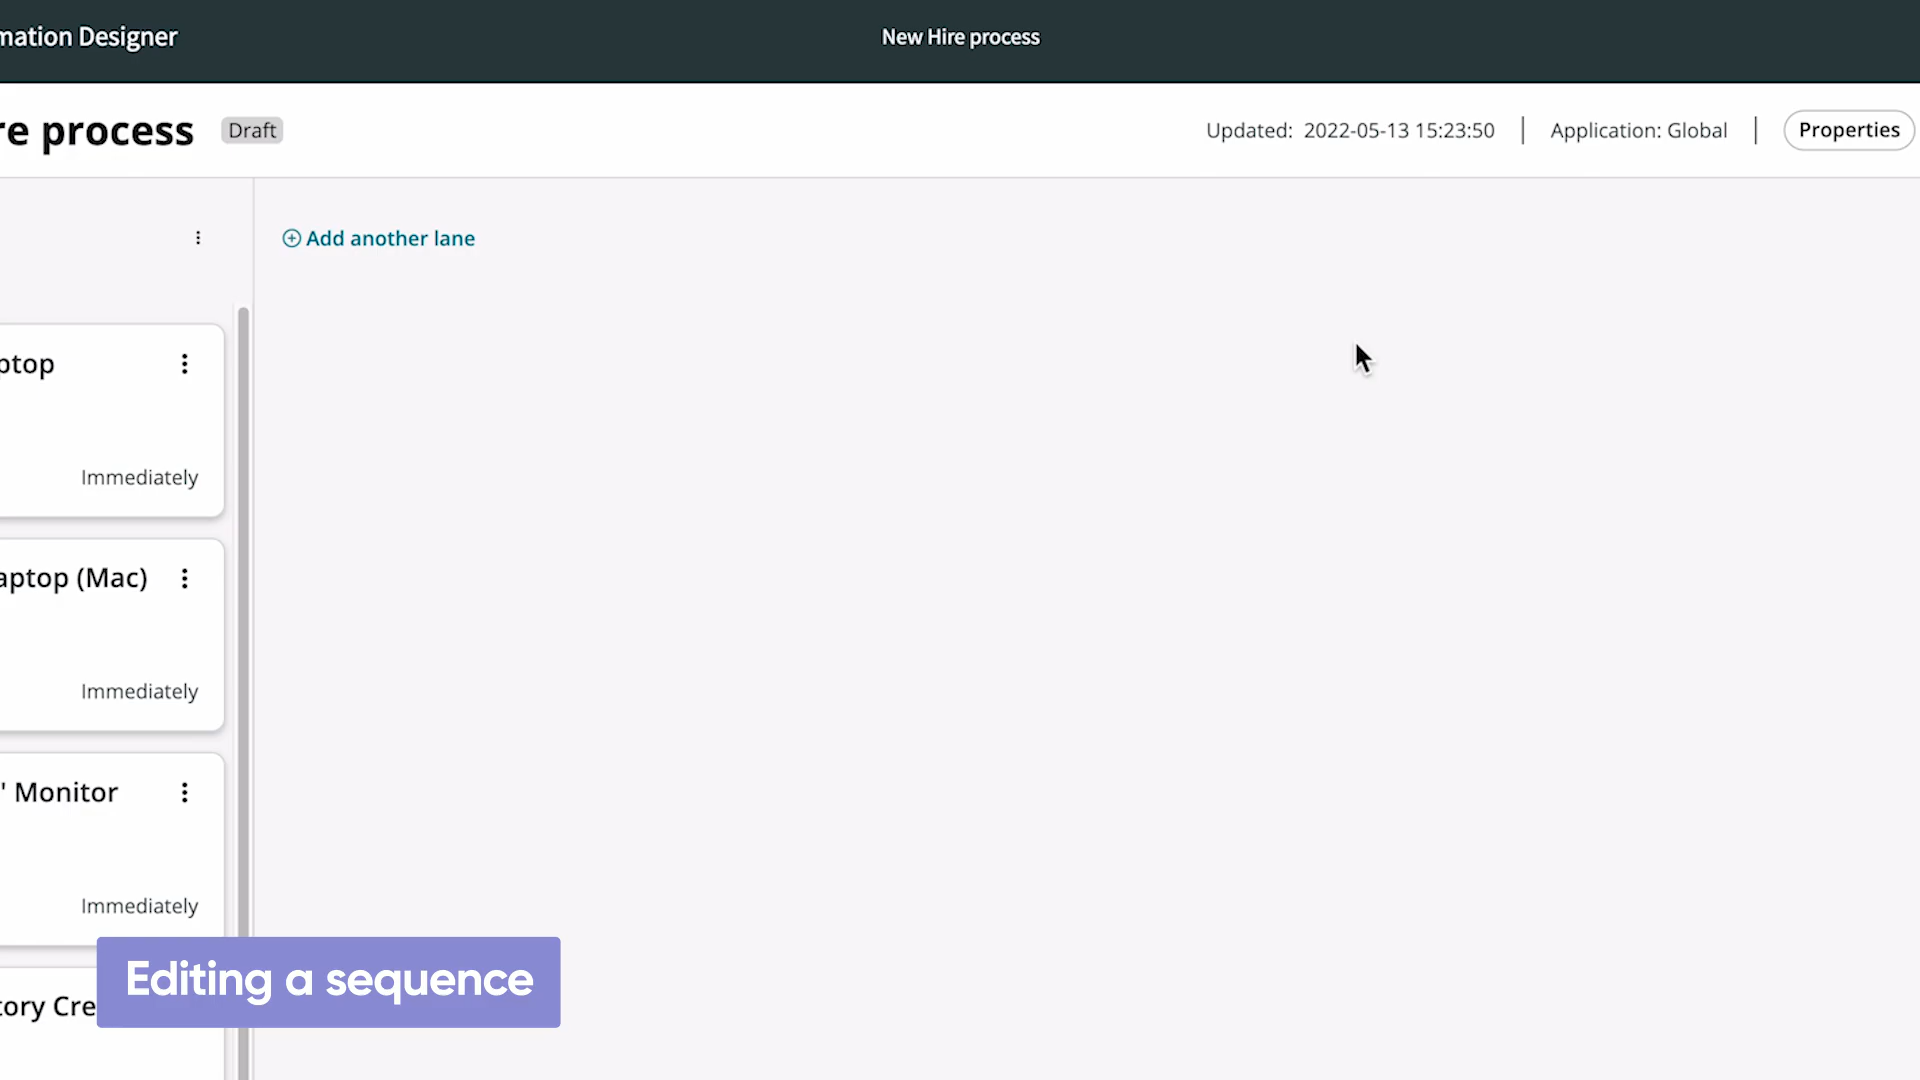 mation Designer
New Hire process
re process
Draft
Updated: 2022-05-13 15:23:50
Application: Global
Properties
Add another lane
ptop
Immediately
aptop (Mac)
Immediately
" Monitor
Immediately
tory Cre
Editing a sequence